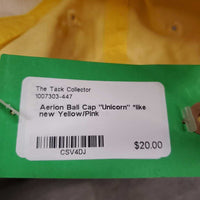 The Tack Collector
1007303-447
Aerion Ball Cap "Unicorn" *like
new Yellow/Pink
CSV4DJ
$20.00